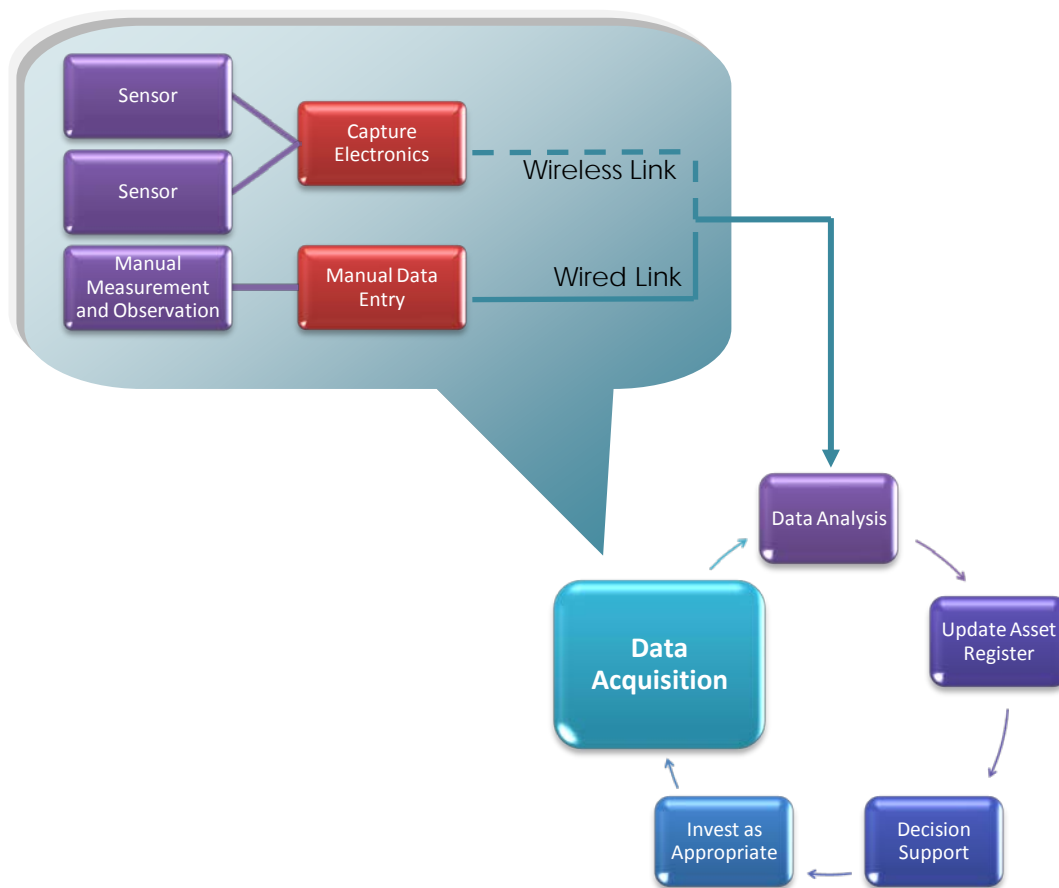 Sensor
Capture
Electronics
Wireless Link
Sensor
Manual
Measurement
and Observation
Manual Data
Entry
Wired Link
Data Analysis
Update Asset
Register
Data
Acquisition
Decision
Support
Invest as
Appropriate